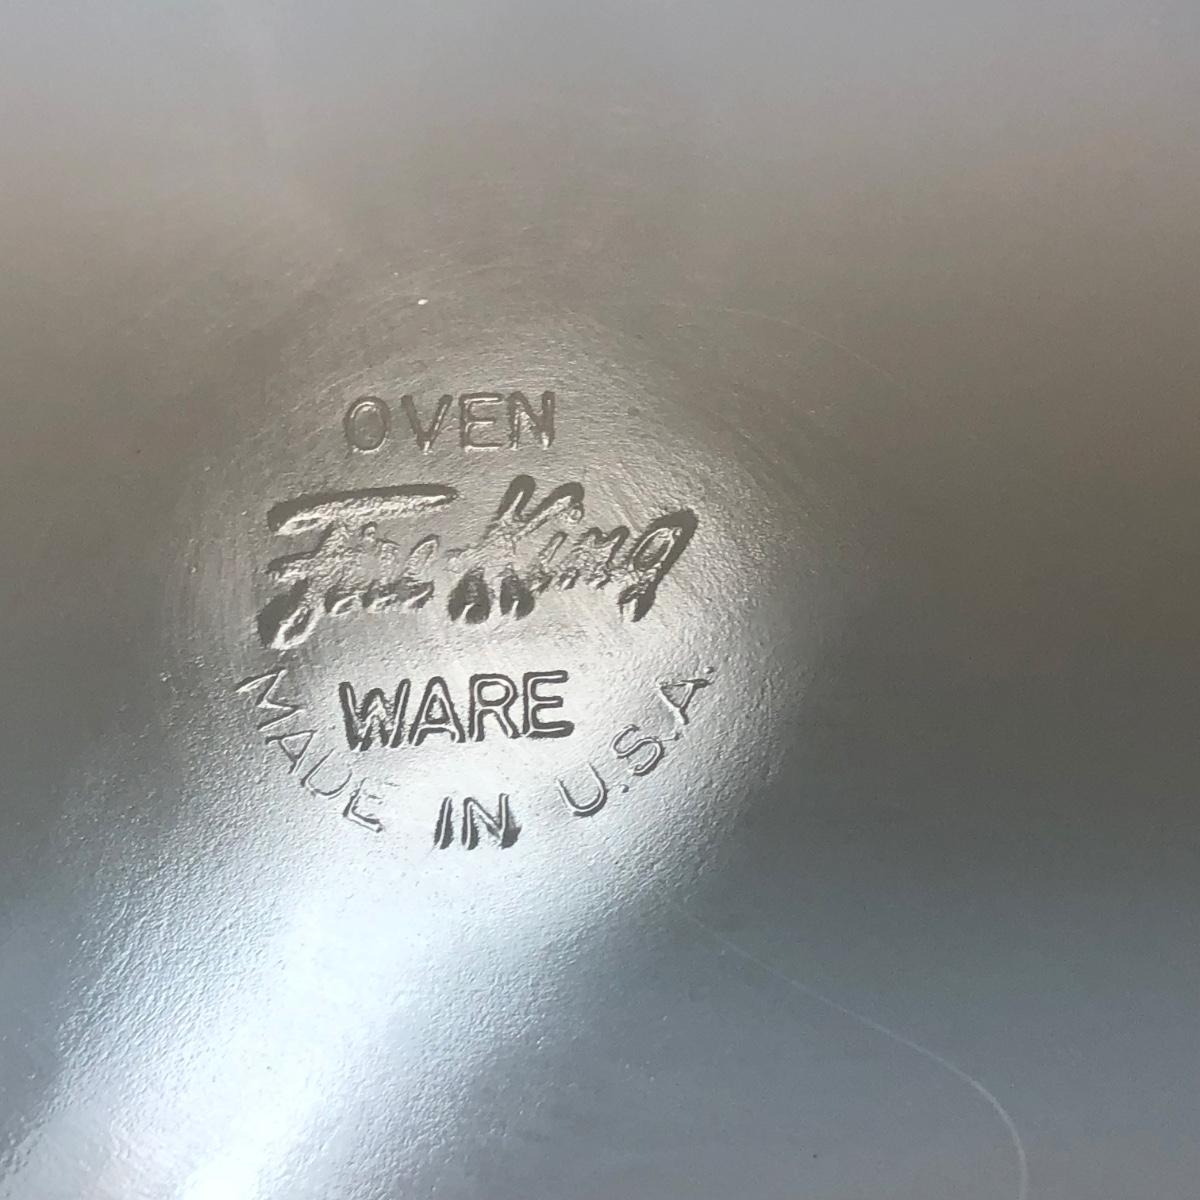 OVEN
Fire-King
WARE
MADE IN U.S.A.